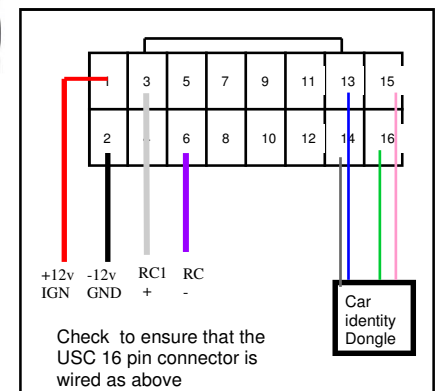 1 3 5 7 9 11 13 15
2 4 6 8 10 12 14 16
+12v -12v RC1 RC
IGN GND + -
Car
identity
Dongle
Check to ensure that the
USC 16 pin connector is
wired as above